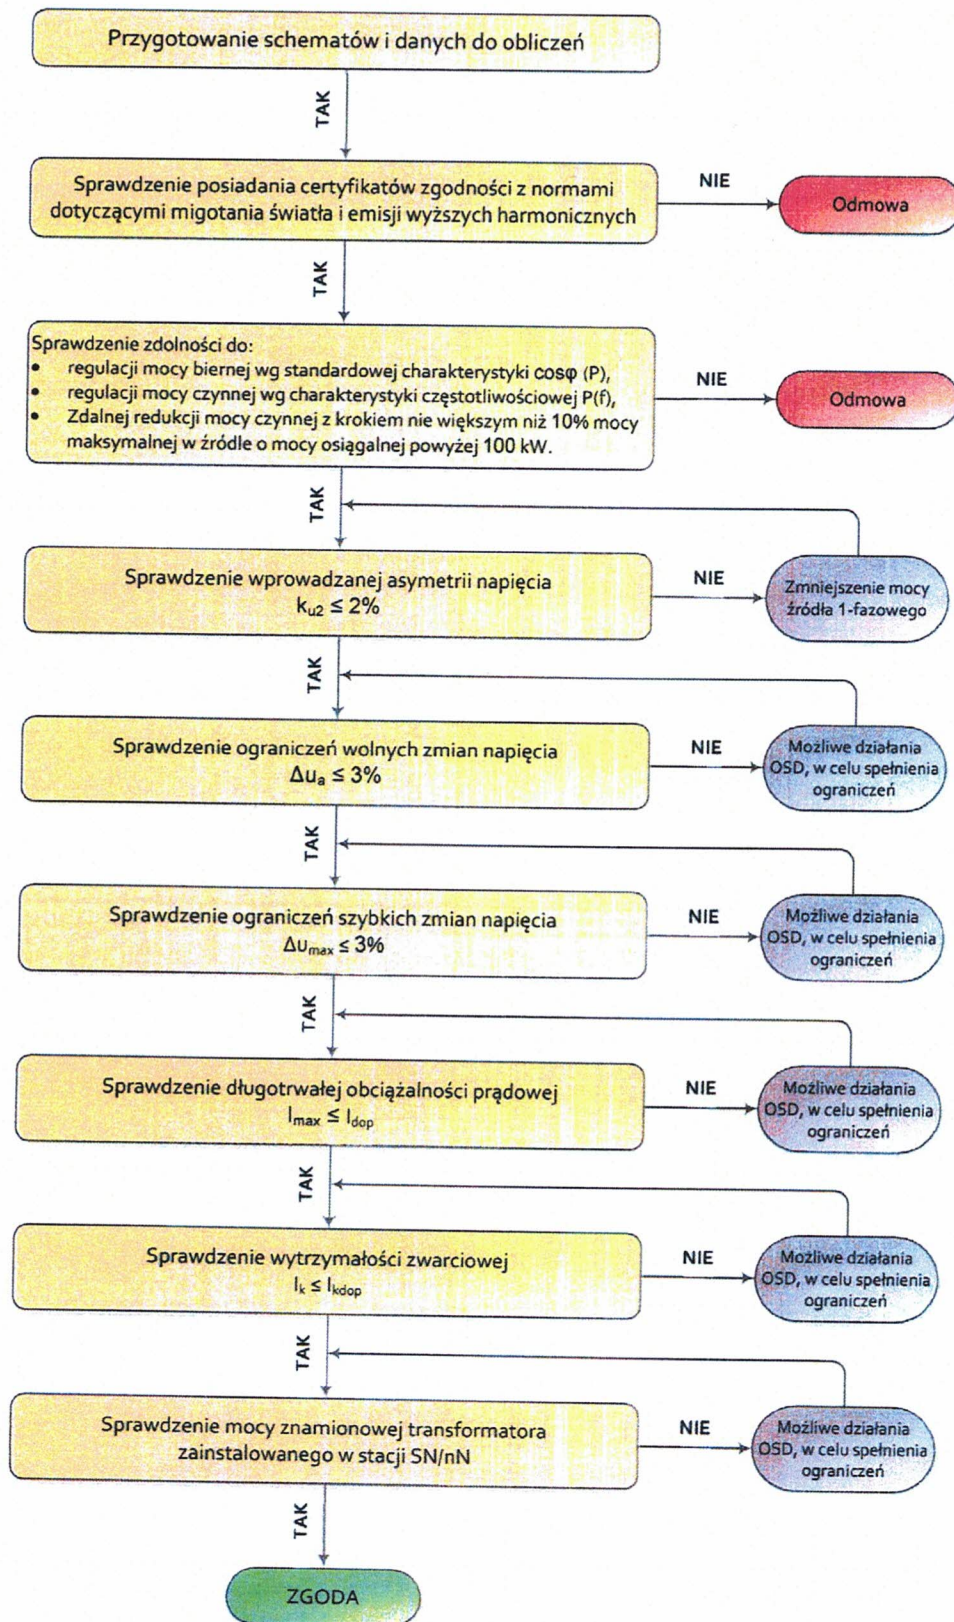 Przygotowanie schematów i danych do obliczeń
TAK
Sprawdzenie posiadania certyfikatów zgodności z normami
dotyczącymi migotania światła i emisji wyższych harmonicznych
NIE
Odmowa
TAK
Sprawdzenie zdolności do:
• regulacji mocy biernej wg standardowej charakterystyki cosφ (P),
• regulacji mocy czynnej wg charakterystyki częstotliwościowej P(f),
• Zdalnej redukcji mocy czynnej z krokiem nie większym niż 10% mocy
maksymalnej w źródle o mocy osiągalnej powyżej 100 kW.
NIE
Odmowa
TAK
Sprawdzenie wprowadzanej asymetrii napięcia
k_u2 ≤ 2%
NIE
Zmniejszenie mocy
źródła 1-fazowego
TAK
Sprawdzenie ograniczeń wolnych zmian napięcia
Δu_a ≤ 3%
NIE
Możliwe działania
OSD, w celu spełnienia
ograniczeń
TAK
Sprawdzenie ograniczeń szybkich zmian napięcia
Δu_max ≤ 3%
NIE
Możliwe działania
OSD, w celu spełnienia
ograniczeń
TAK
Sprawdzenie długotrwałej obciążalności prądowej
I_max ≤ I_dop
NIE
Możliwe działania
OSD, w celu spełnienia
ograniczeń
TAK
Sprawdzenie wytrzymałości zwarciowej
I_k ≤ I_kdop
NIE
Możliwe działania
OSD, w celu spełnienia
ograniczeń
TAK
Sprawdzenie mocy znamionowej transformatora
zainstalowanego w stacji SN/nN
NIE
Możliwe działania
OSD, w celu spełnienia
ograniczeń
TAK
ZGODA